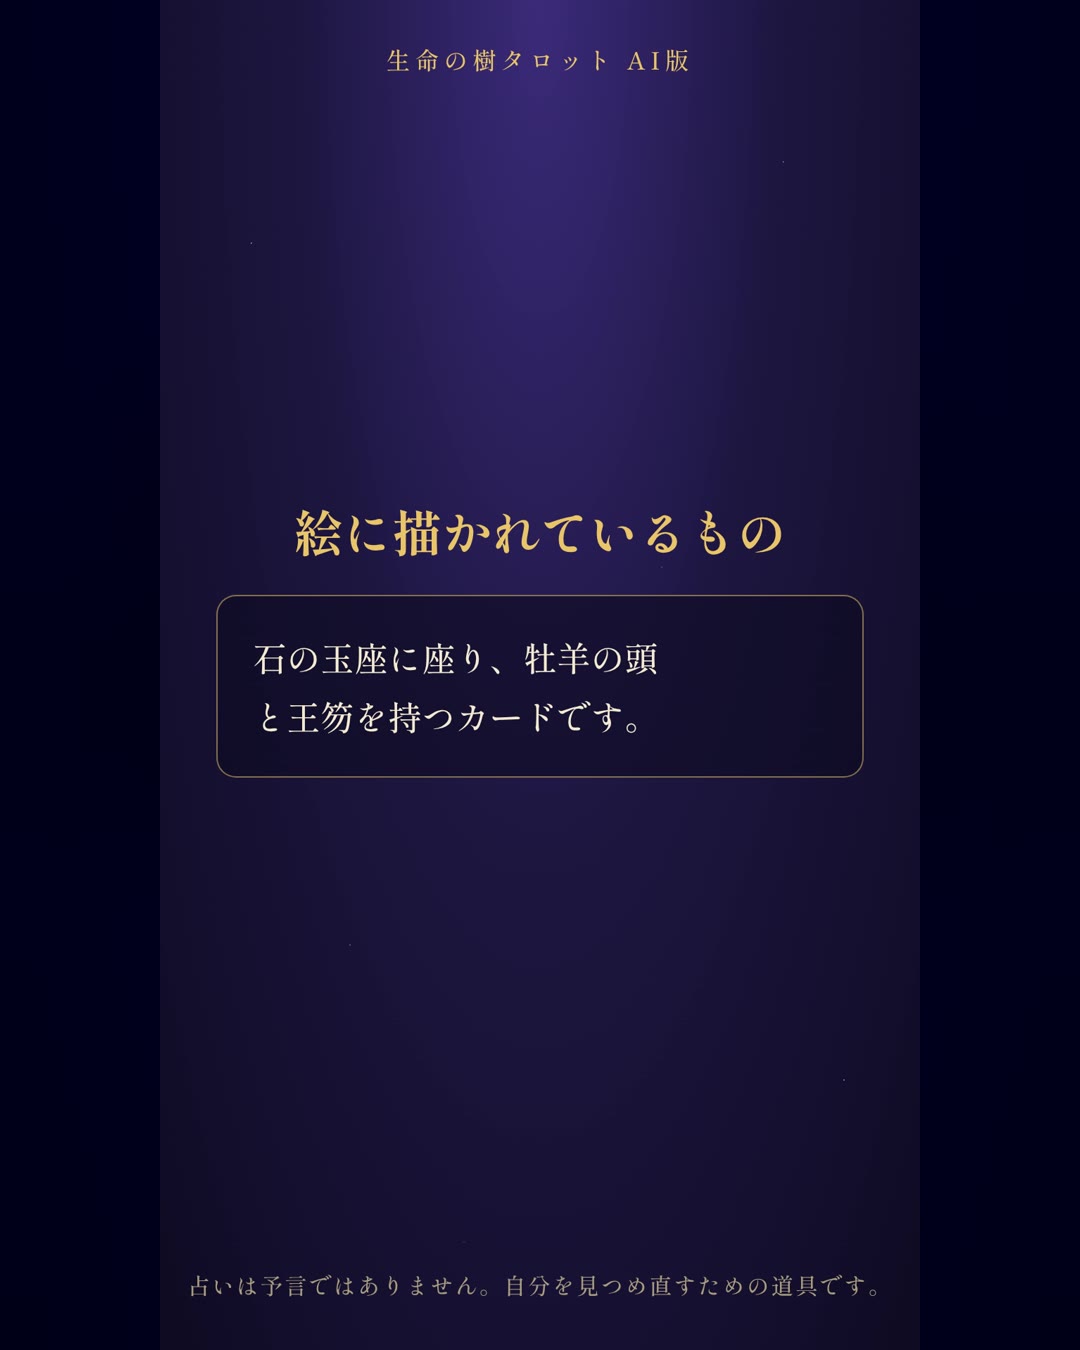 生命の樹タロット AI版
絵に描かれているもの
石の玉座に座り、牡羊の頭
と王笏を持つカードです。
占いは予言ではありません。自分を見つめ直すための道具です。